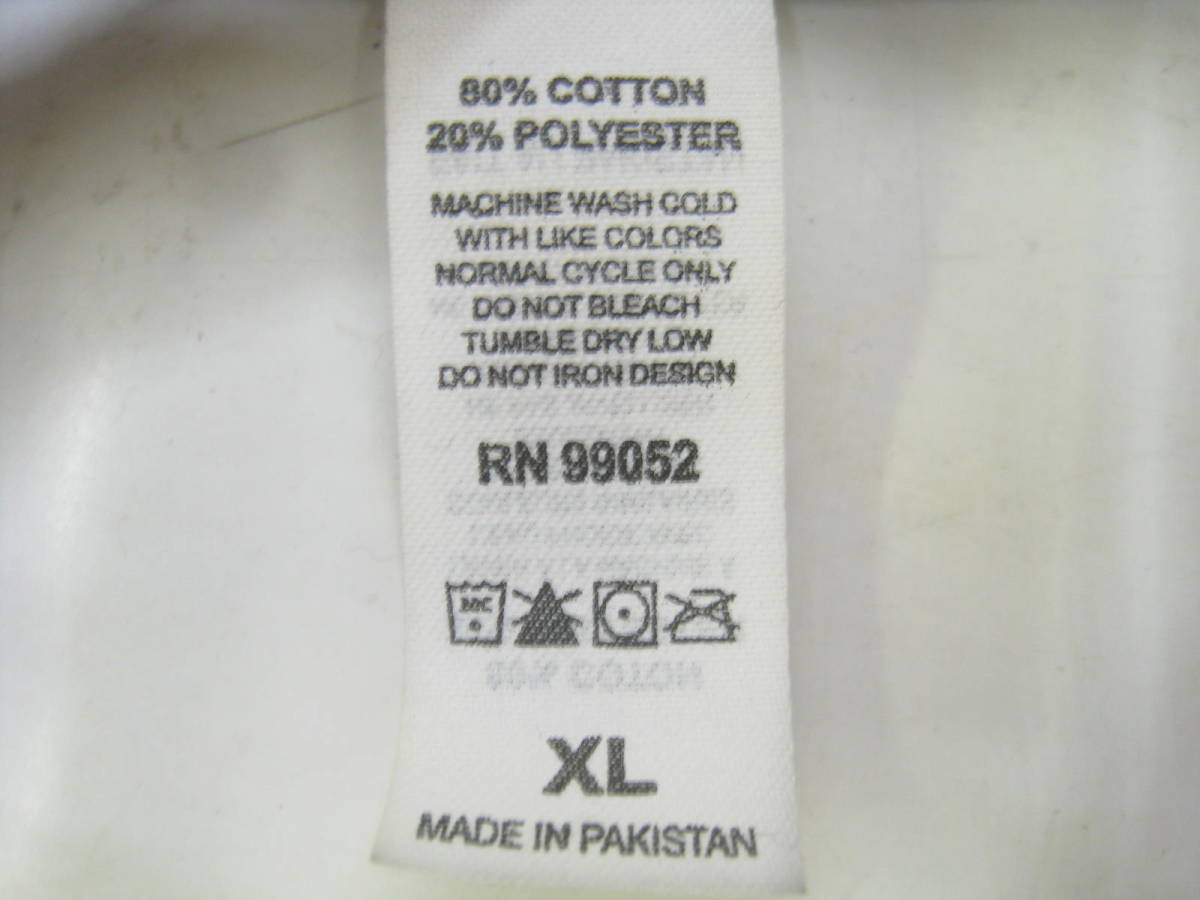 80% COTTON
20% POLYESTER
MACHINE WASH COLD
WITH LIKE COLORS
NORMAL CYCLE ONLY
DO NOT BLEACH
TUMBLE DRY LOW
DO NOT IRON DESIGN
RN 99052
MC
XL
MADE IN PAKISTAN